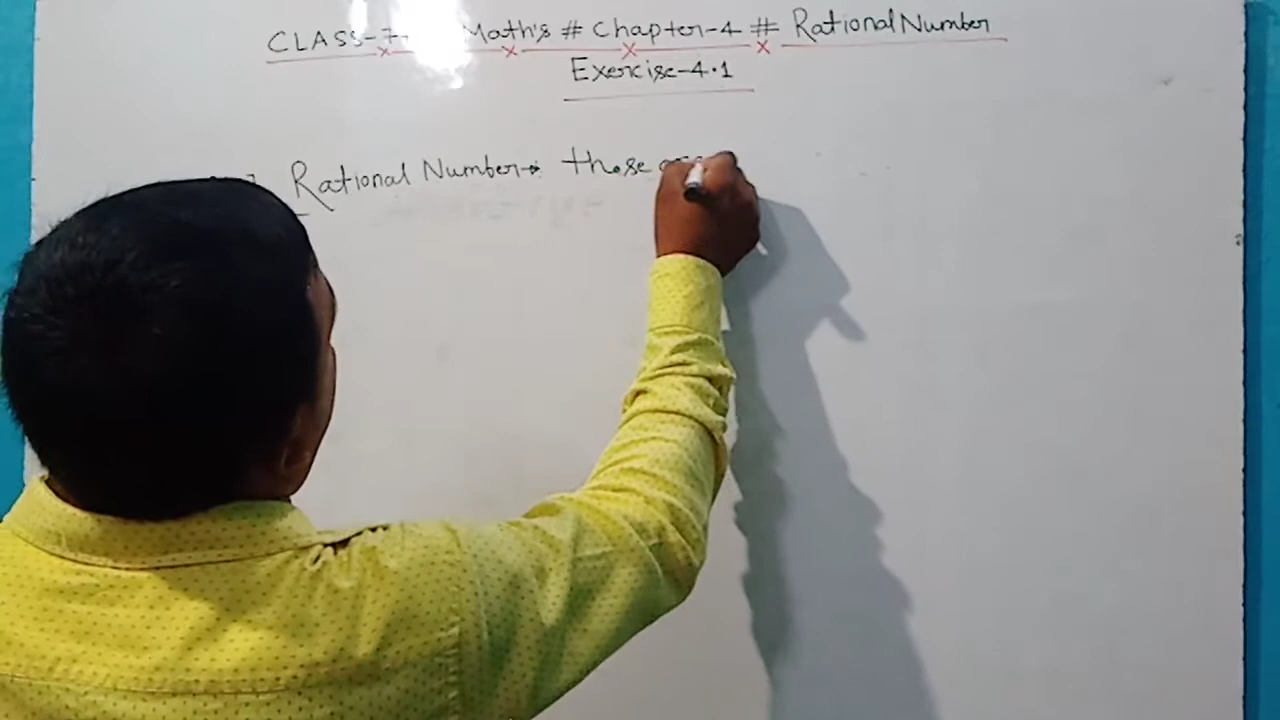 CLASS-7 Math's # Chapter-4 # Rational Number
Exercise-4.1
Rational Number → those